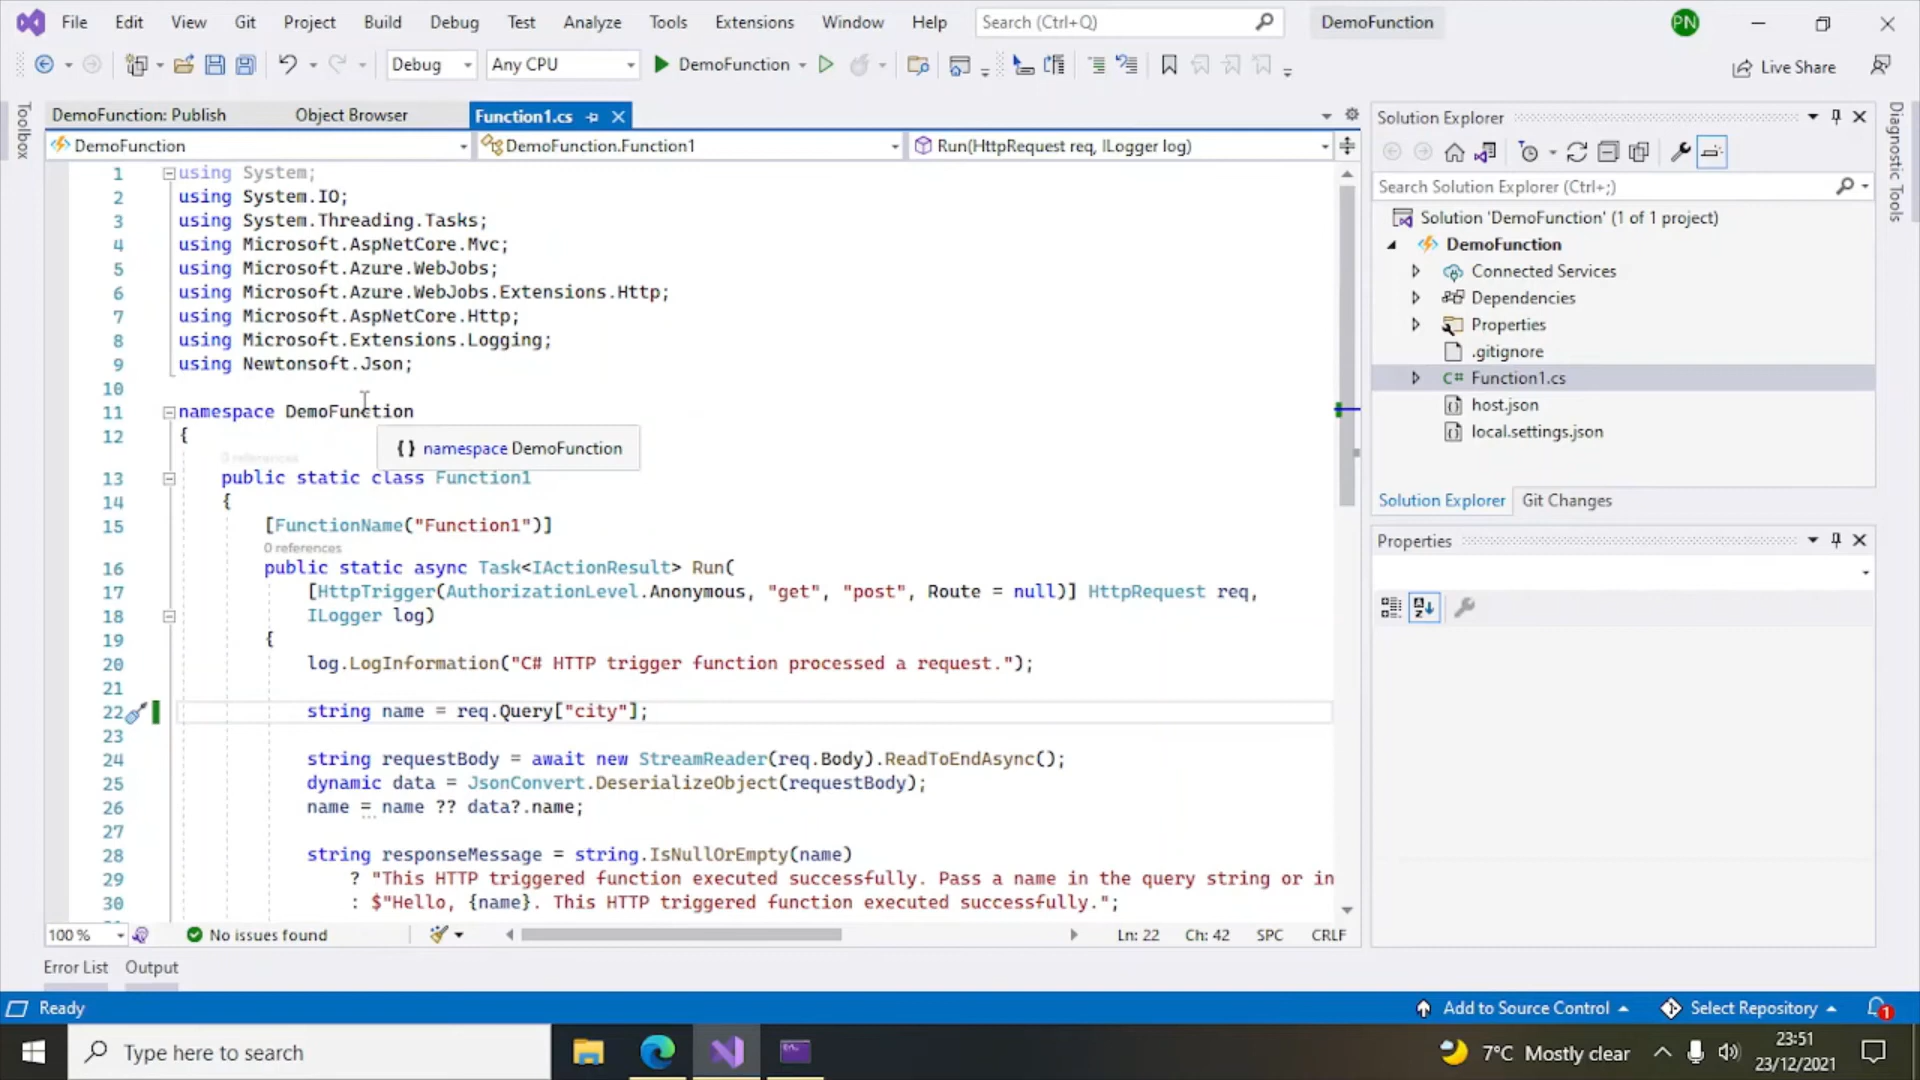 File Edit View Git Project Build Debug Test Analyze Tools Extensions Window Help Search (Ctrl+Q) DemoFunction PN
Debug Any CPU DemoFunction Live Share
Toolbox
DemoFunction: Publish Object Browser Function1.cs
DemoFunction DemoFunction.Function1 Run(HttpRequest req, ILogger log)
1 using System;
2 using System.IO;
3 using System.Threading.Tasks;
4 using Microsoft.AspNetCore.Mvc;
5 using Microsoft.Azure.WebJobs;
6 using Microsoft.Azure.WebJobs.Extensions.Http;
7 using Microsoft.AspNetCore.Http;
8 using Microsoft.Extensions.Logging;
9 using Newtonsoft.Json;
10
11 namespace DemoFunction
12 {
{} namespace DemoFunction
0 references
13 public static class Function1
14 {
15 [FunctionName("Function1")]
0 references
16 public static async Task<IActionResult> Run(
17 [HttpTrigger(AuthorizationLevel.Anonymous, "get", "post", Route = null)] HttpRequest req,
18 ILogger log)
19 {
20 log.LogInformation("C# HTTP trigger function processed a request.");
21
22 string name = req.Query["city"];
23
24 string requestBody = await new StreamReader(req.Body).ReadToEndAsync();
25 dynamic data = JsonConvert.DeserializeObject(requestBody);
26 name = name ?? data?.name;
27
28 string responseMessage = string.IsNullOrEmpty(name)
29 ? "This HTTP triggered function executed successfully. Pass a name in the query string or in
30 : $"Hello, {name}. This HTTP triggered function executed successfully.";
100 % No issues found Ln: 22 Ch: 42 SPC CRLF
Error List Output
Solution Explorer
Search Solution Explorer (Ctrl+;)
Solution 'DemoFunction' (1 of 1 project)
DemoFunction
Connected Services
Dependencies
Properties
.gitignore
C# Function1.cs
host.json
local.settings.json
Solution Explorer Git Changes
Properties
Diagnostic Tools
Ready Add to Source Control Select Repository 1
Type here to search 7°C Mostly clear 23:51
23/12/2021